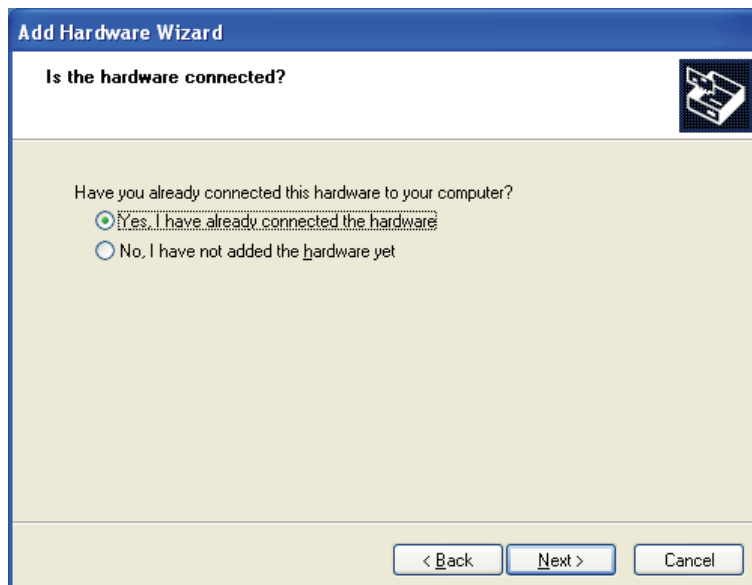 Add Hardware Wizard
Is the hardware connected?
Have you already connected this hardware to your computer?
Yes, I have already connected the hardware
No, I have not added the hardware yet
< Back Next > Cancel